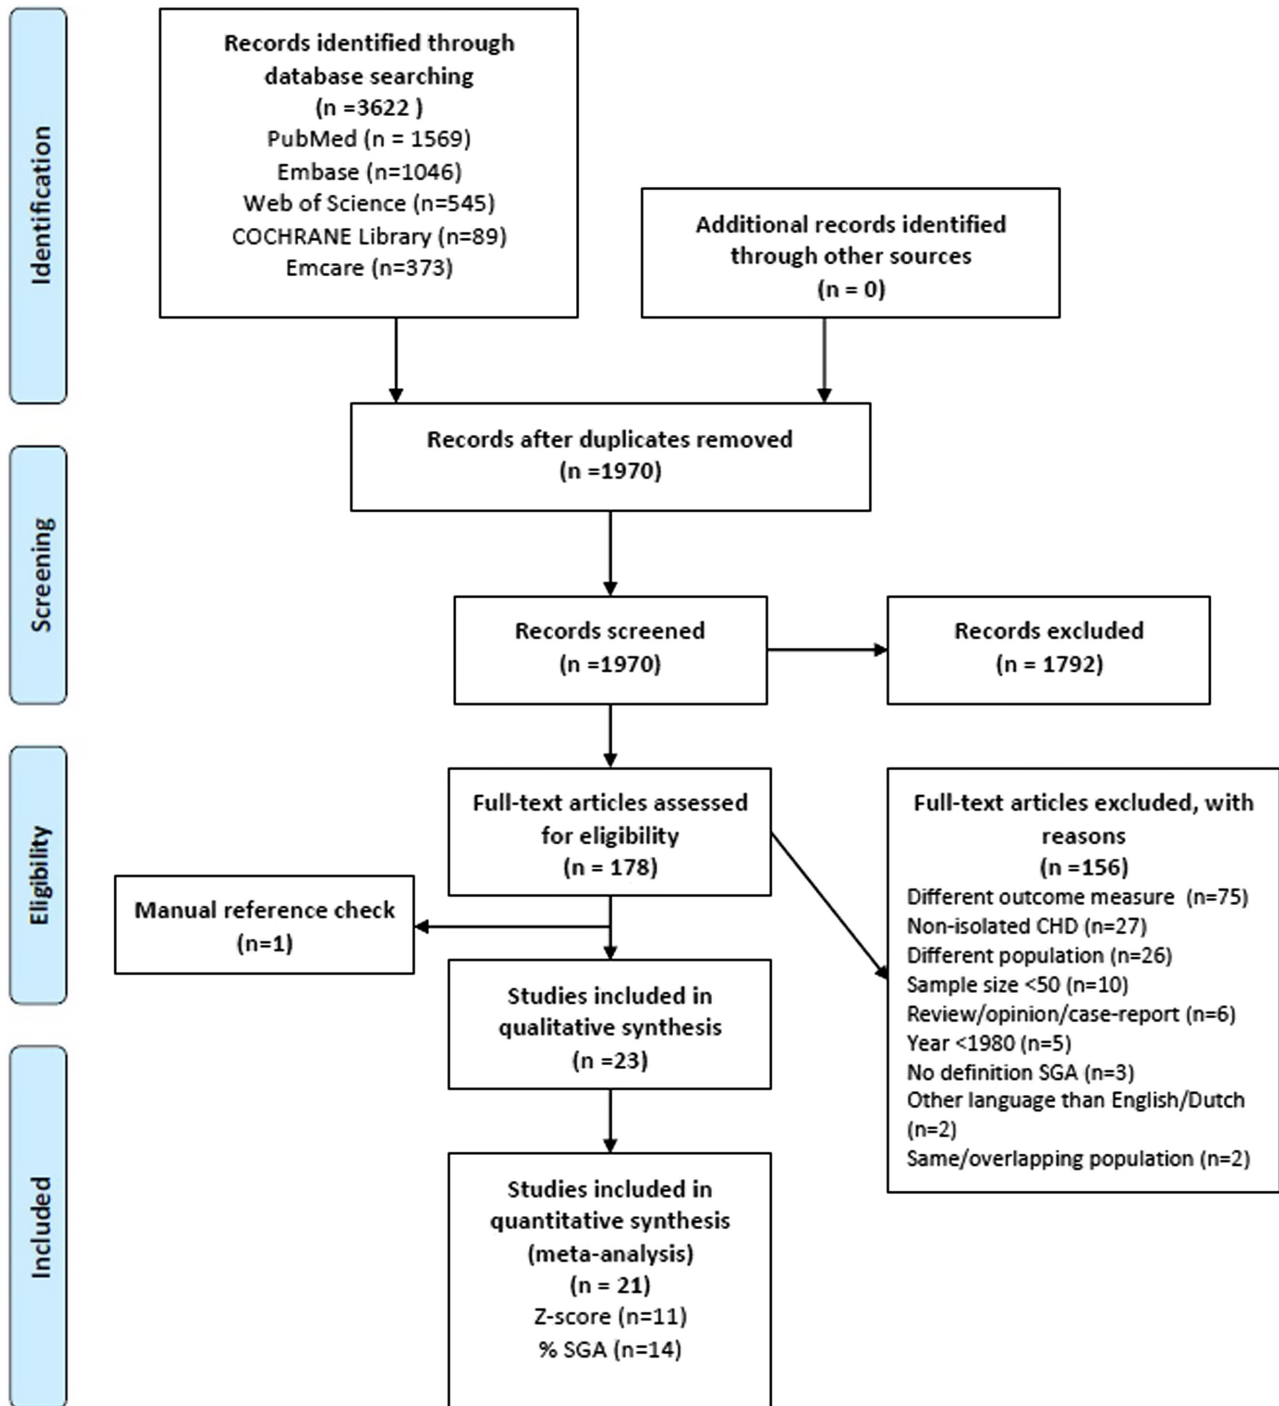 Identification
Records identified through
database searching
(n =3622 )
PubMed (n = 1569)
Embase (n=1046)
Web of Science (n=545)
COCHRANE Library (n=89)
Emcare (n=373)
Additional records identified
through other sources
(n = 0)
Records after duplicates removed
(n =1970)
Screening
Records screened
(n =1970)
Records excluded
(n = 1792)
Eligibility
Full-text articles assessed
for eligibility
(n = 178)
Full-text articles excluded, with
reasons
(n =156)
Different outcome measure (n=75)
Non-isolated CHD (n=27)
Different population (n=26)
Sample size <50 (n=10)
Review/opinion/case-report (n=6)
Year <1980 (n=5)
No definition SGA (n=3)
Other language than English/Dutch
(n=2)
Same/overlapping population (n=2)
Manual reference check
(n=1)
Studies included in
qualitative synthesis
(n =23)
Included
Studies included in
quantitative synthesis
(meta-analysis)
(n = 21)
Z-score (n=11)
% SGA (n=14)